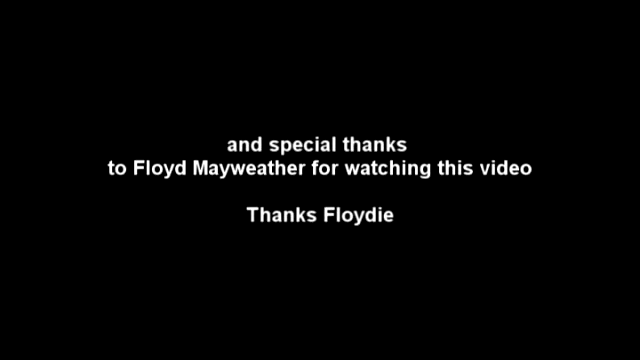 and special thanks
to Floyd Mayweather for watching this video
Thanks Floydie